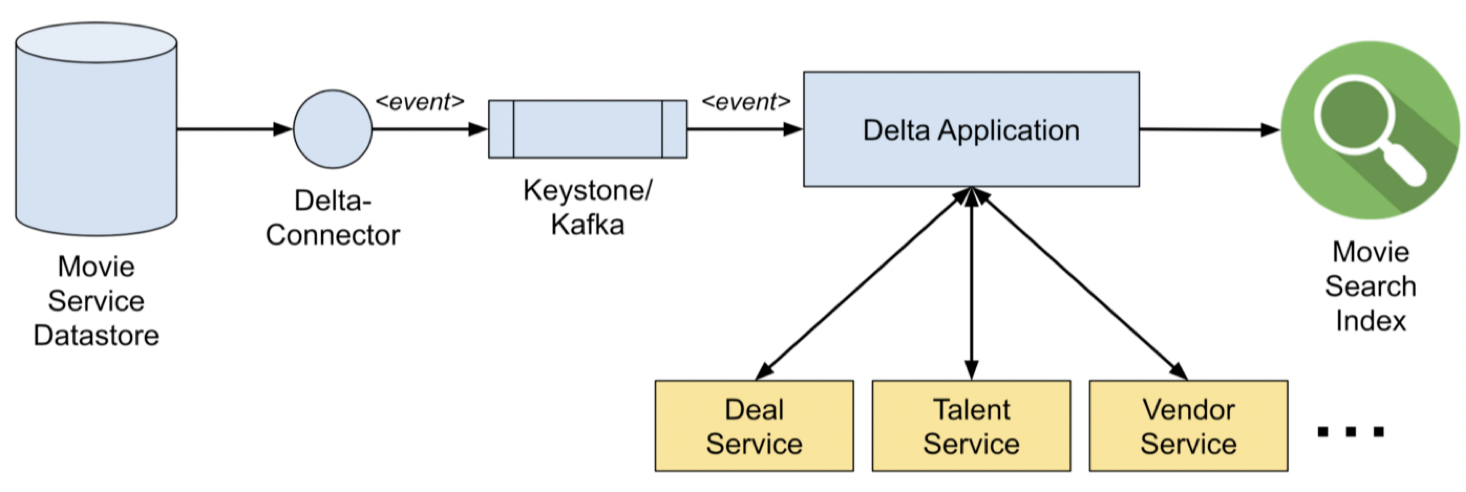 Movie
Service
Datastore
Delta-
Connector
<event>
Keystone/
Kafka
<event>
Delta Application
Movie
Search
Index
Deal
Service
Talent
Service
Vendor
Service
...